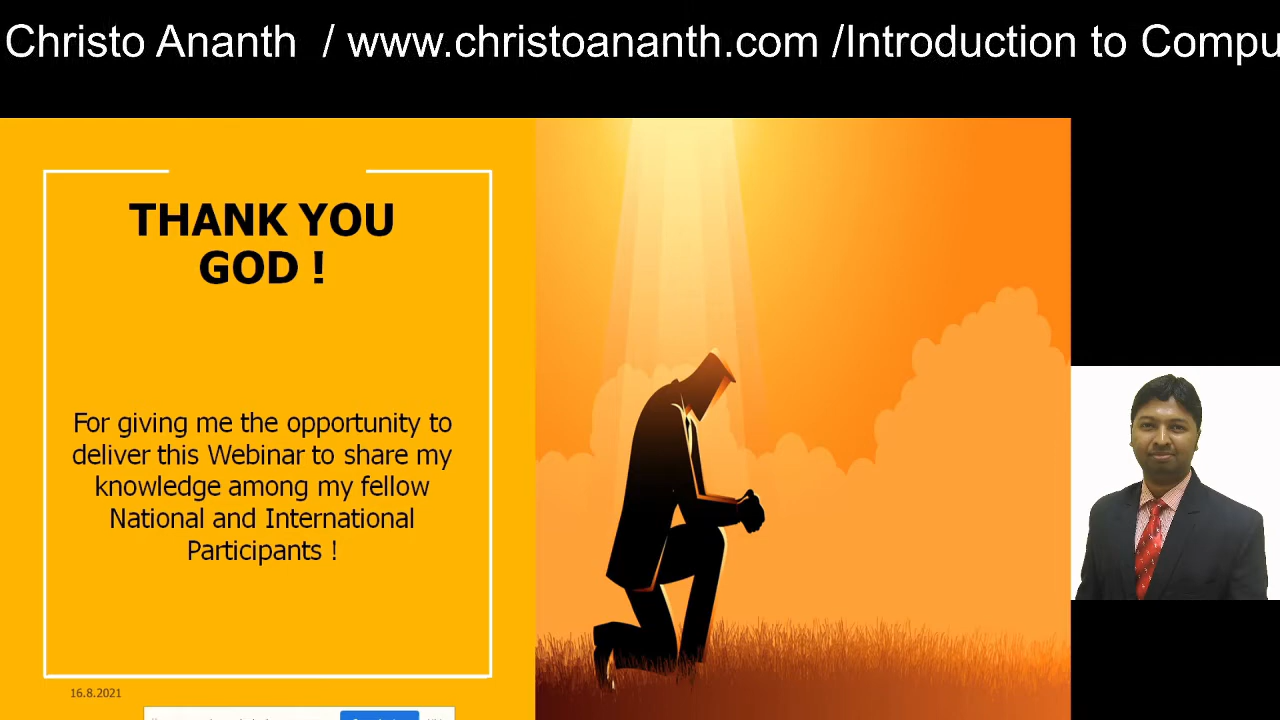 Christo Ananth / www.christoananth.com /Introduction to Compu
THANK YOU
GOD !
For giving me the opportunity to
deliver this Webinar to share my
knowledge among my fellow
National and International
Participants !
16.8.2021